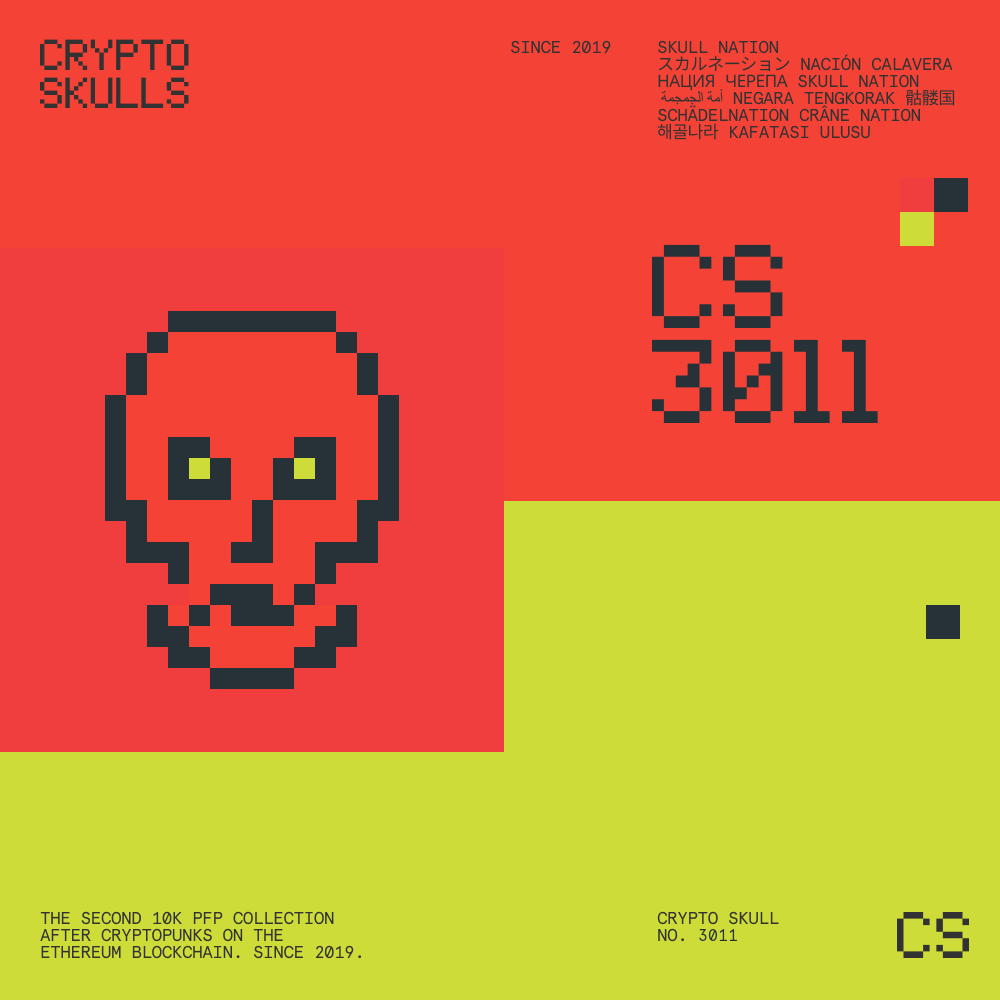 CRYPTO
SKULLS
SINCE 2019
SKULL NATION
スカルネーション NACIÓN CALAVERA
НАЦИЯ ЧЕРЕПА SKULL NATION
أمة الجمجمة NEGARA TENGKORAK 骷髅国
SCHÄDELNATION CRÂNE NATION
해골나라 KAFATASI ULUSU
CS
3011
THE SECOND 10K PFP COLLECTION
AFTER CRYPTOPUNKS ON THE
ETHEREUM BLOCKCHAIN. SINCE 2019.
CRYPTO SKULL
NO. 3011
CS